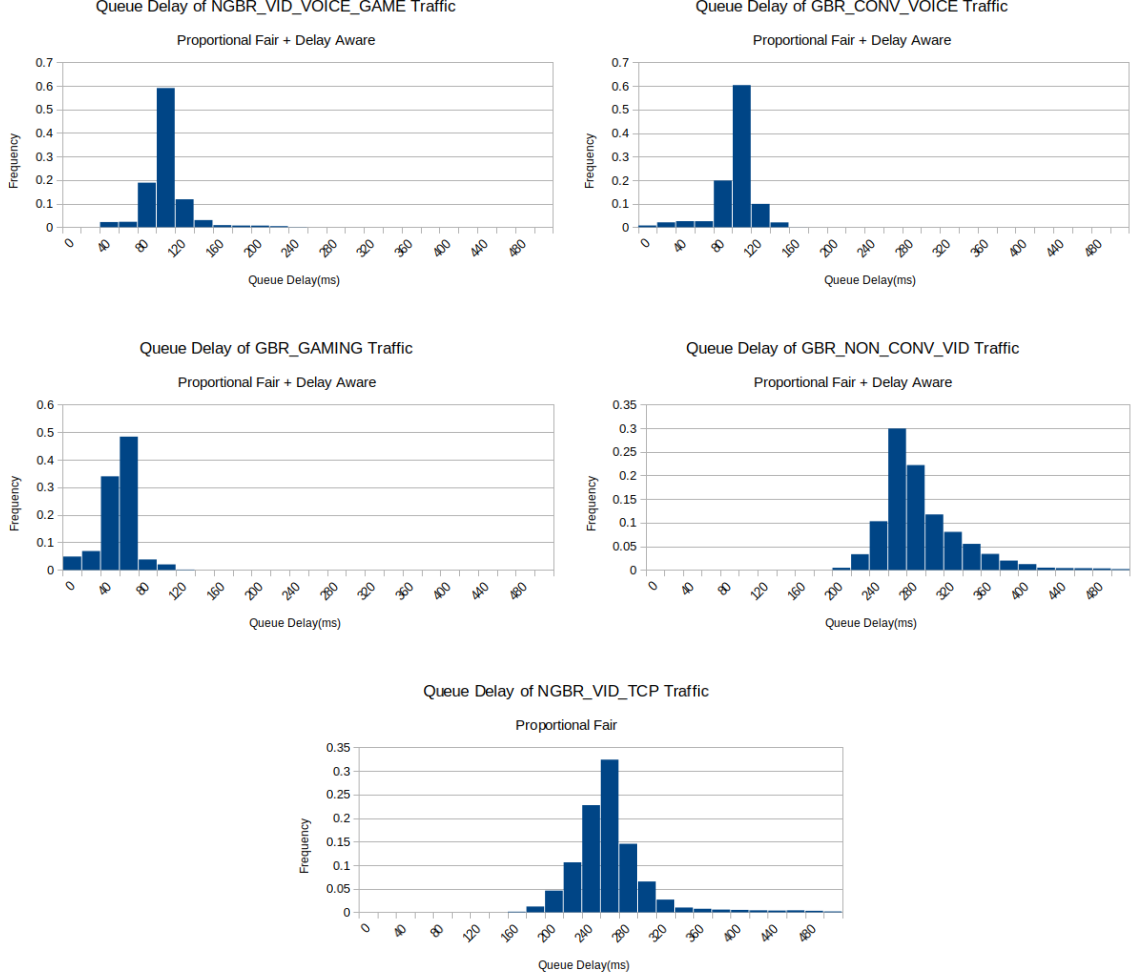 Queue Delay of NGBR_VID_VOICE_GAME Traffic
Proportional Fair + Delay Aware
0.7
0.6
0.5
0.4
0.3
0.2
0.1
0
Frequency
0 40 80 120 160 200 240 280 320 360 400 440 480
Queue Delay(ms)
Queue Delay of GBR_CONV_VOICE Traffic
Proportional Fair + Delay Aware
0.7
0.6
0.5
0.4
0.3
0.2
0.1
0
Frequency
0 40 80 120 160 200 240 280 320 360 400 440 480
Queue Delay(ms)
Queue Delay of GBR_GAMING Traffic
Proportional Fair + Delay Aware
0.6
0.5
0.4
0.3
0.2
0.1
0
Frequency
0 40 80 120 160 200 240 280 320 360 400 440 480
Queue Delay(ms)
Queue Delay of GBR_NON_CONV_VID Traffic
Proportional Fair + Delay Aware
0.35
0.3
0.25
0.2
0.15
0.1
0.05
0
Frequency
0 40 80 120 160 200 240 280 320 360 400 440 480
Queue Delay(ms)
Queue Delay of NGBR_VID_TCP Traffic
Proportional Fair
0.35
0.3
0.25
0.2
0.15
0.1
0.05
0
Frequency
0 40 80 120 160 200 240 280 320 360 400 440 480
Queue Delay(ms)